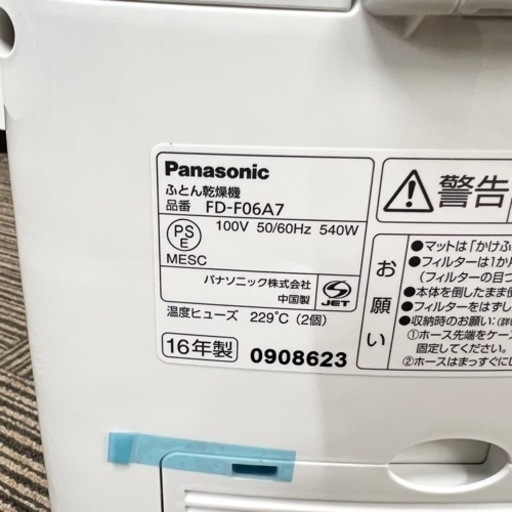 Panasonic
ふとん乾燥機
品番 FD-F06A7
100V 50/60Hz 540W
PS
E
MESC
パナソニック株式会社
中国製
JET
温度ヒューズ 229℃ (2個)
16年製 0908623
警告
お願い
●マットは「かけふ
●フィルターは1か月
(フィルターの目づ
●本体を倒したまま使
●フィルターをはずし
●収納時のお願い:(詳し
①ホース先端をケース
固定してください。
②ホースはまっすぐにし